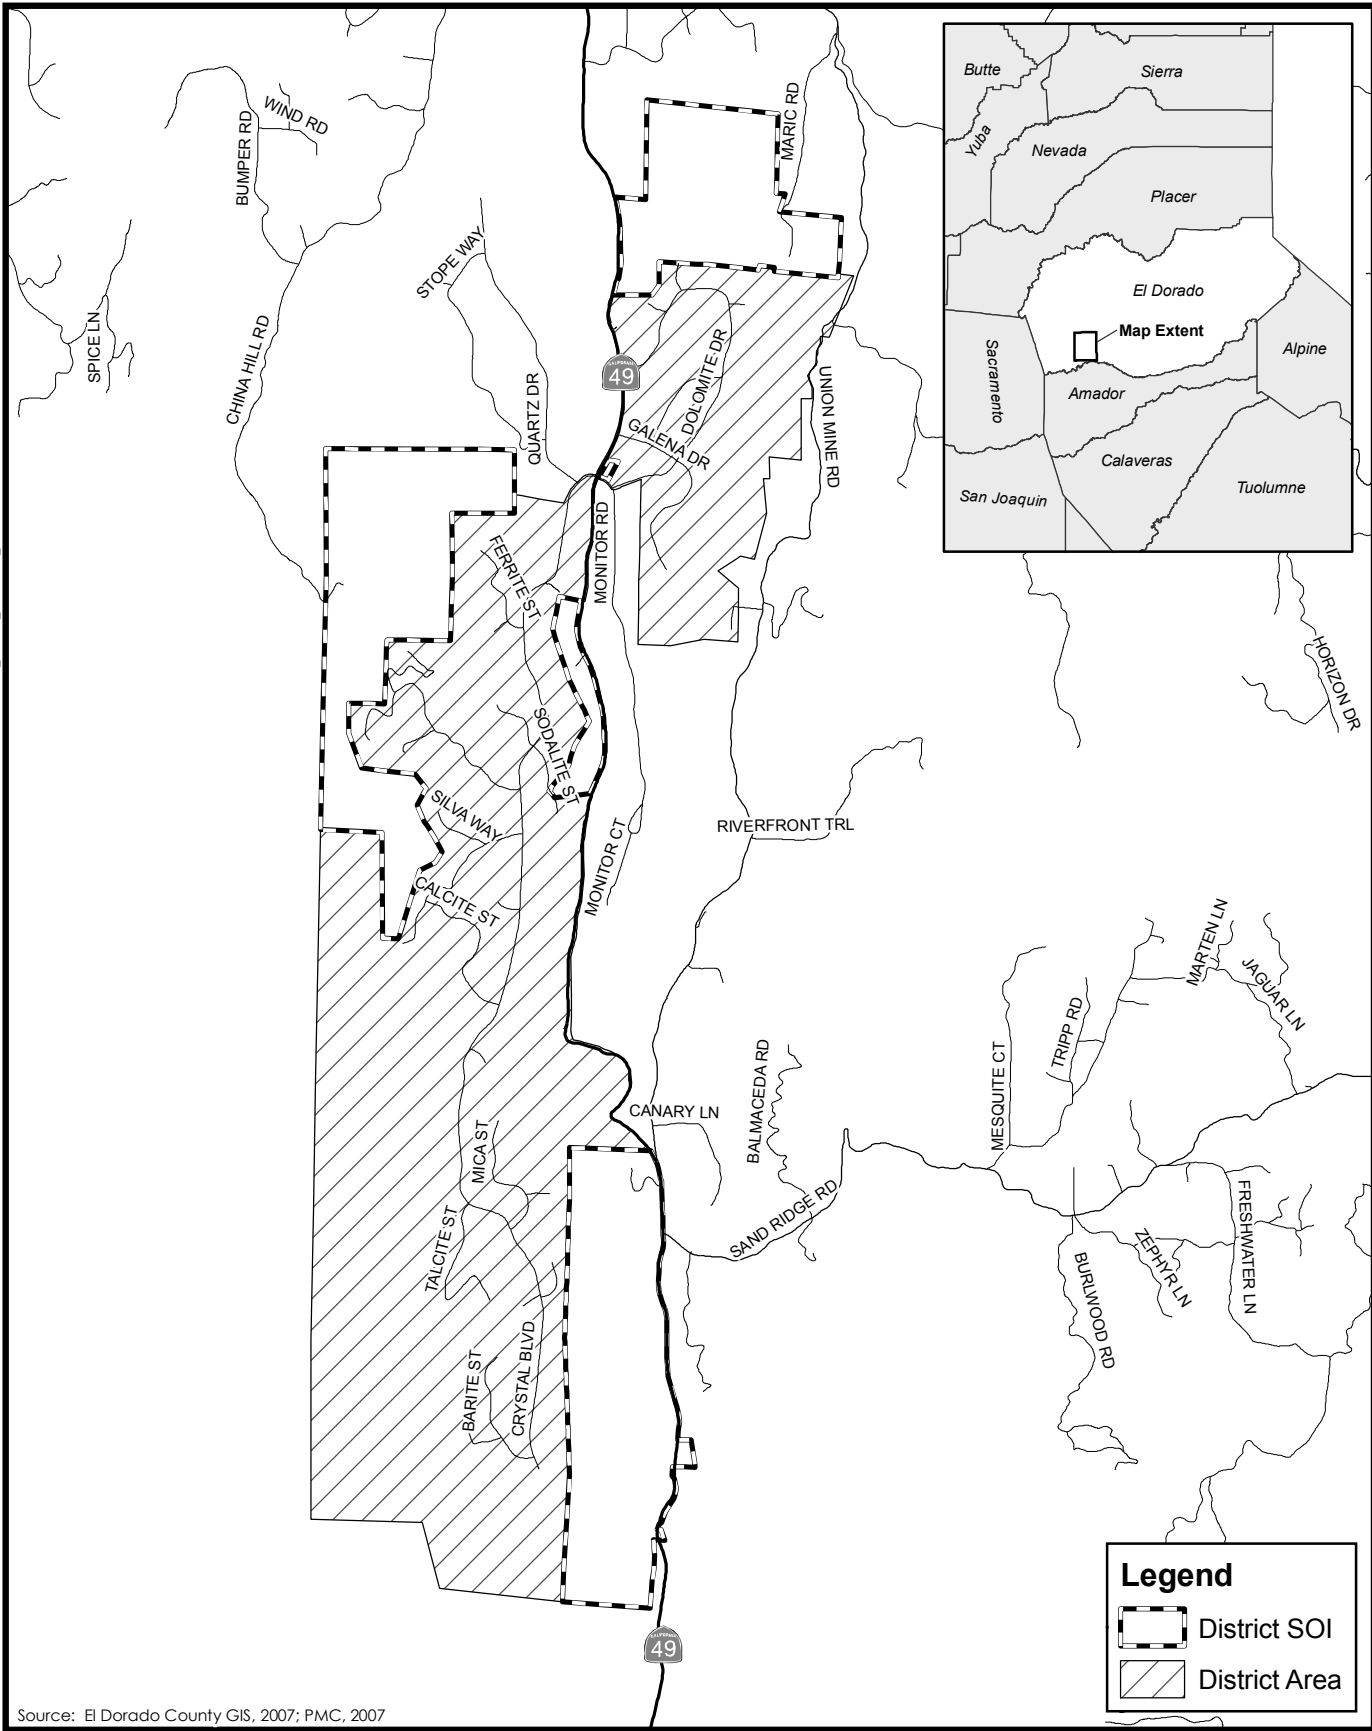 WIND RD
BUMPER RD
MARIC RD
STOPE WAY
SPICE LN
CHINA HILL RD
QUARTZ DR
CALIFORNIA
49
DOLOMITE DR
GALENA DR
UNION MINE RD
MONITOR RD
FERRITE ST
SODALITE ST
HORIZON DR
SILVA WAY
RIVERFRONT TRL
MONITOR CT
CALCITE ST
MARTEN LN
JAGUAR LN
TRIPP RD
MESQUITE CT
BALMACEDA RD
CANARY LN
MICA ST
TALCITE ST
SAND RIDGE RD
FRESHWATER LN
ZEPHYR LN
BURLWOOD RD
CRYSTAL BLVD
BARITE ST
CALIFORNIA
49
Butte
Sierra
Yuba
Nevada
Placer
El Dorado
Map Extent
Sacramento
Alpine
Amador
Calaveras
San Joaquin
Tuolumne
Legend
District SOI
District Area
Source: El Dorado County GIS, 2007; PMC, 2007